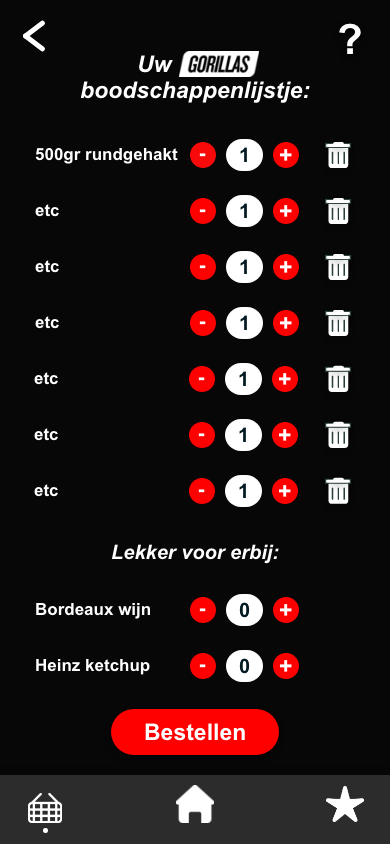 ?
Uw GORILLAS
boodschappenlijstje:
500gr rundgehakt - 1 +
etc - 1 +
etc - 1 +
etc - 1 +
etc - 1 +
etc - 1 +
etc - 1 +
Lekker voor erbij:
Bordeaux wijn - 0 +
Heinz ketchup - 0 +
Bestellen